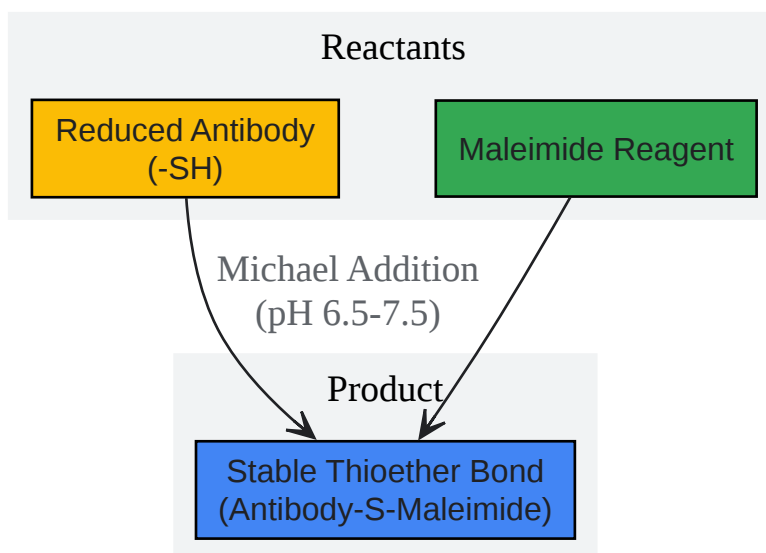 Reactants
Reduced Antibody
(-SH)
Maleimide Reagent
Michael Addition
(pH 6.5-7.5)
Product
Stable Thioether Bond
(Antibody-S-Maleimide)